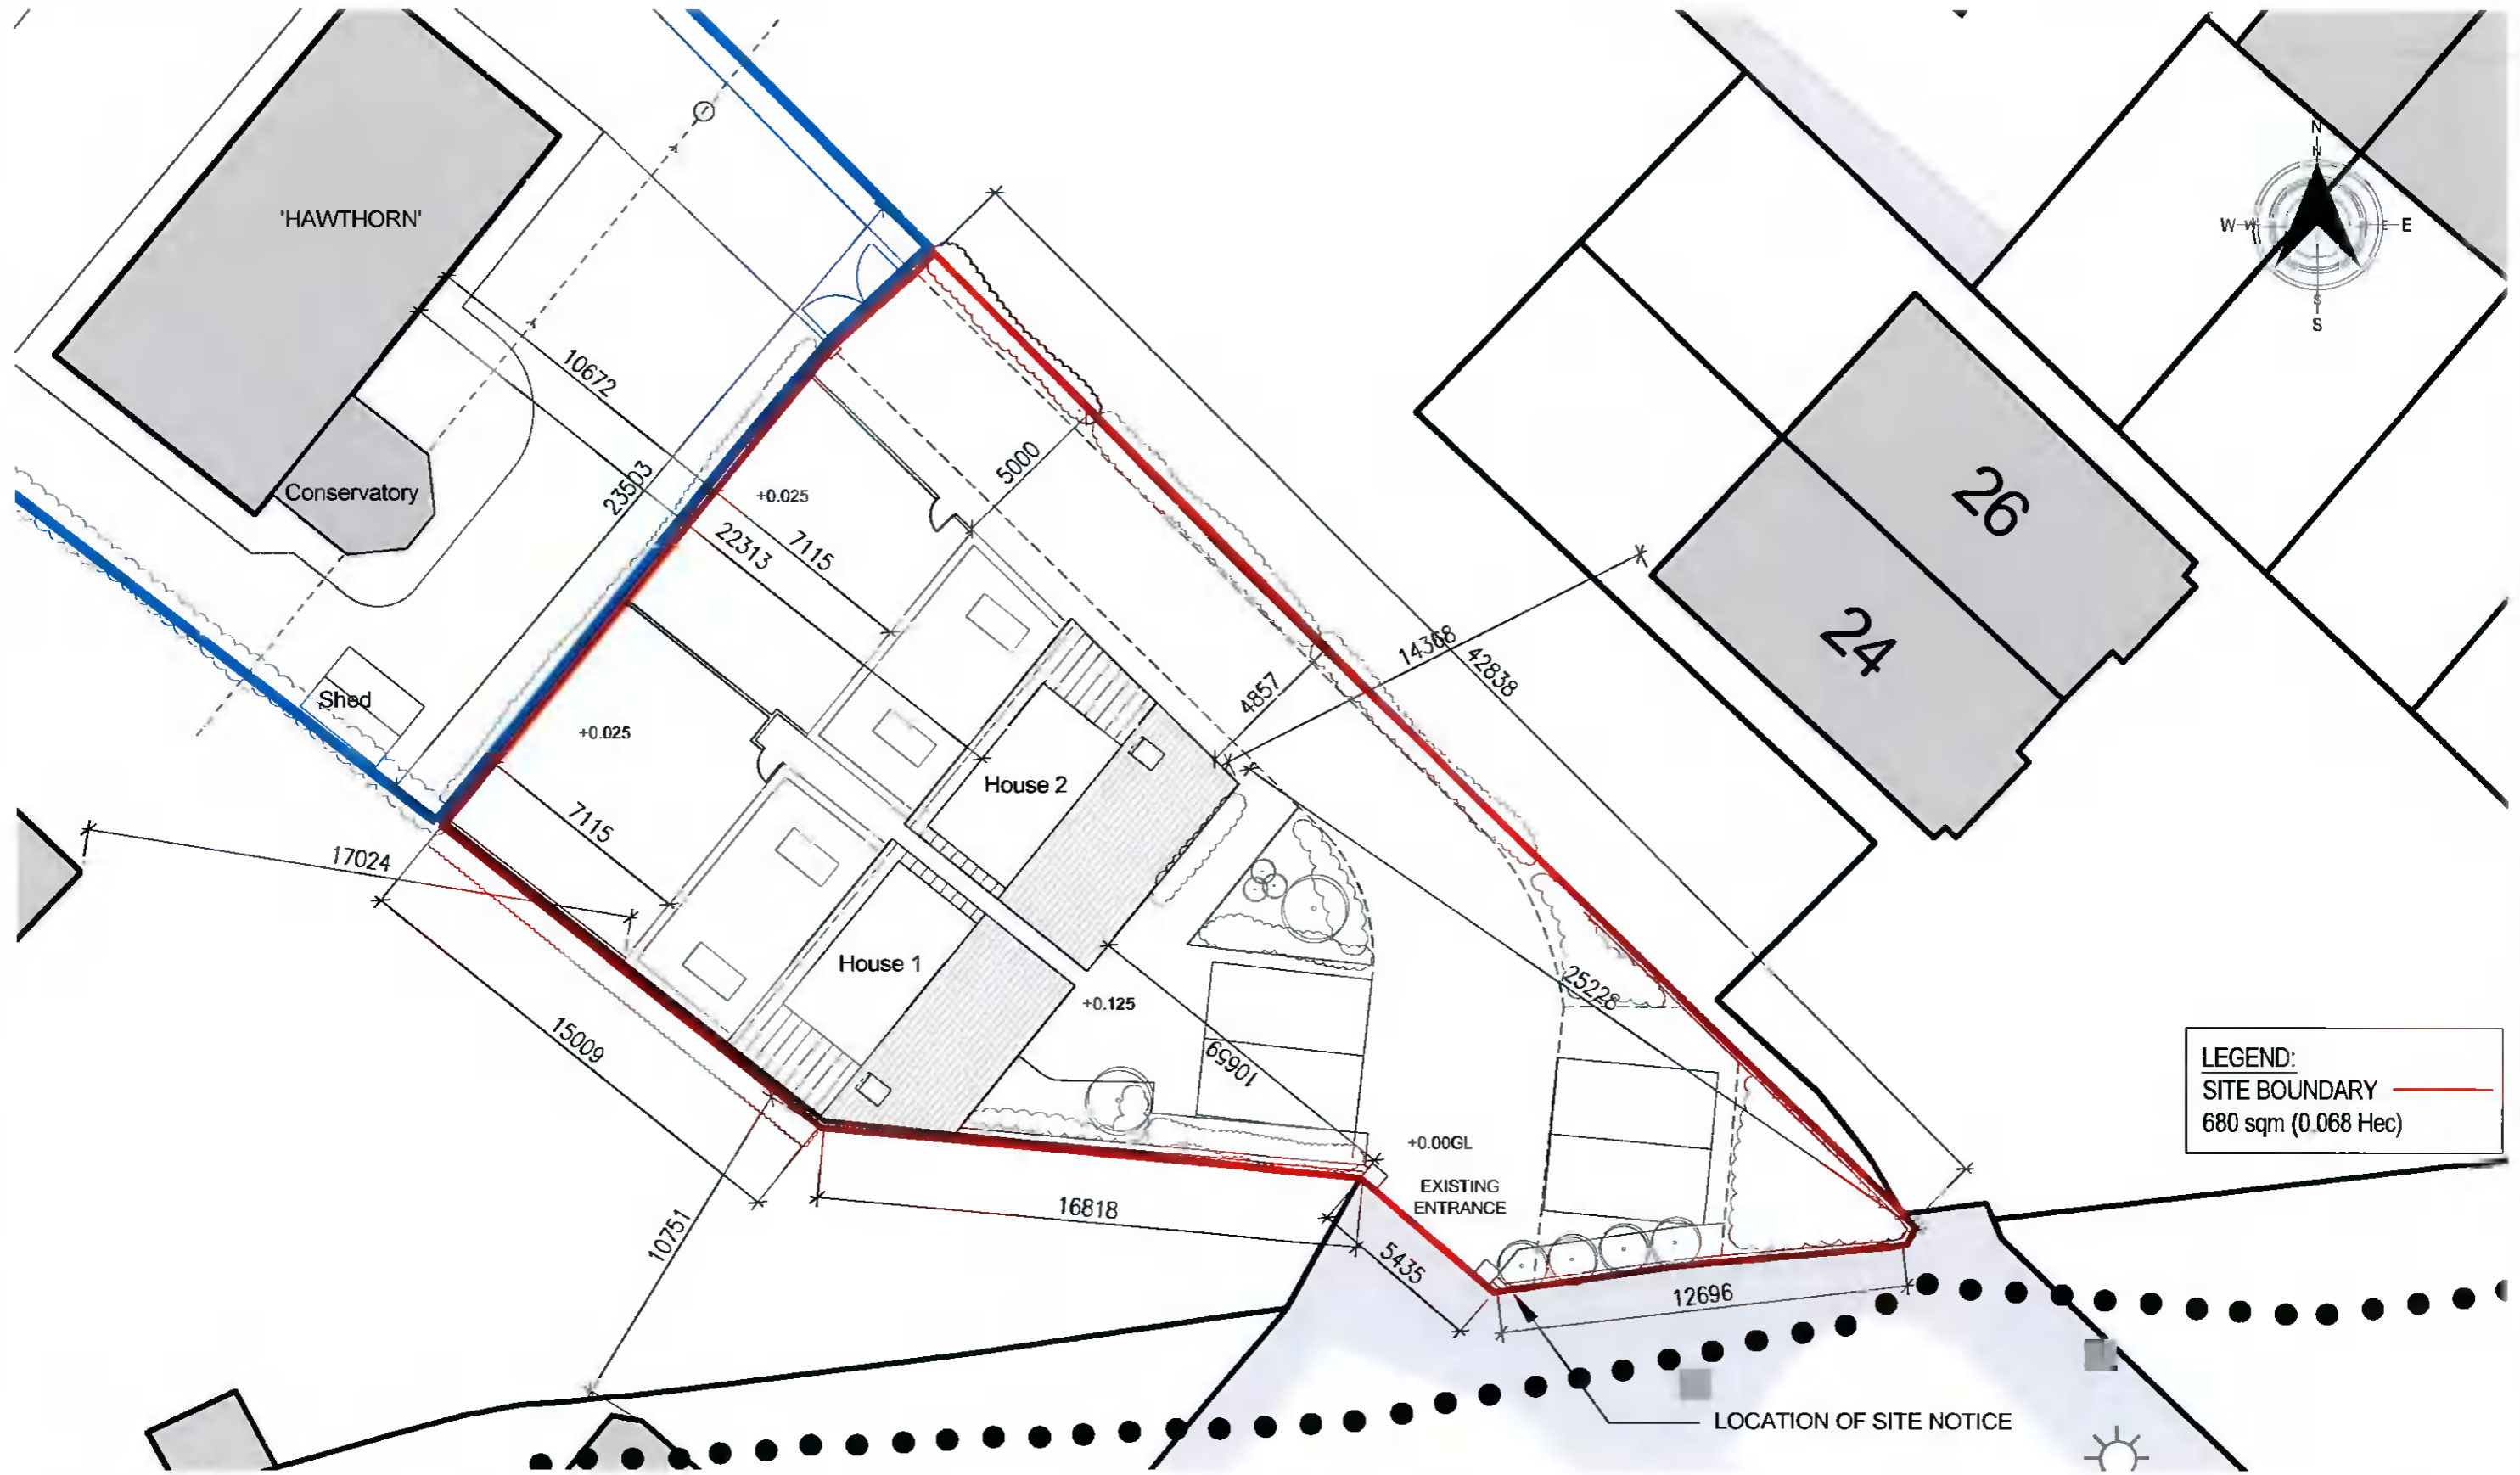 'HAWTHORN'
N
N
W
W
E
E
S
S
10672
Conservatory
23503
+0.025
5000
26
7115
22313
24
14368
42838
4857
Shed
+0.025
House 2
7115
17024
House 1
25228
+0.125
15009
10659
LEGEND:
SITE BOUNDARY
680 sqm (0.068 Hec)
+0.00GL
EXISTING
ENTRANCE
16818
10751
5435
12696
LOCATION OF SITE NOTICE